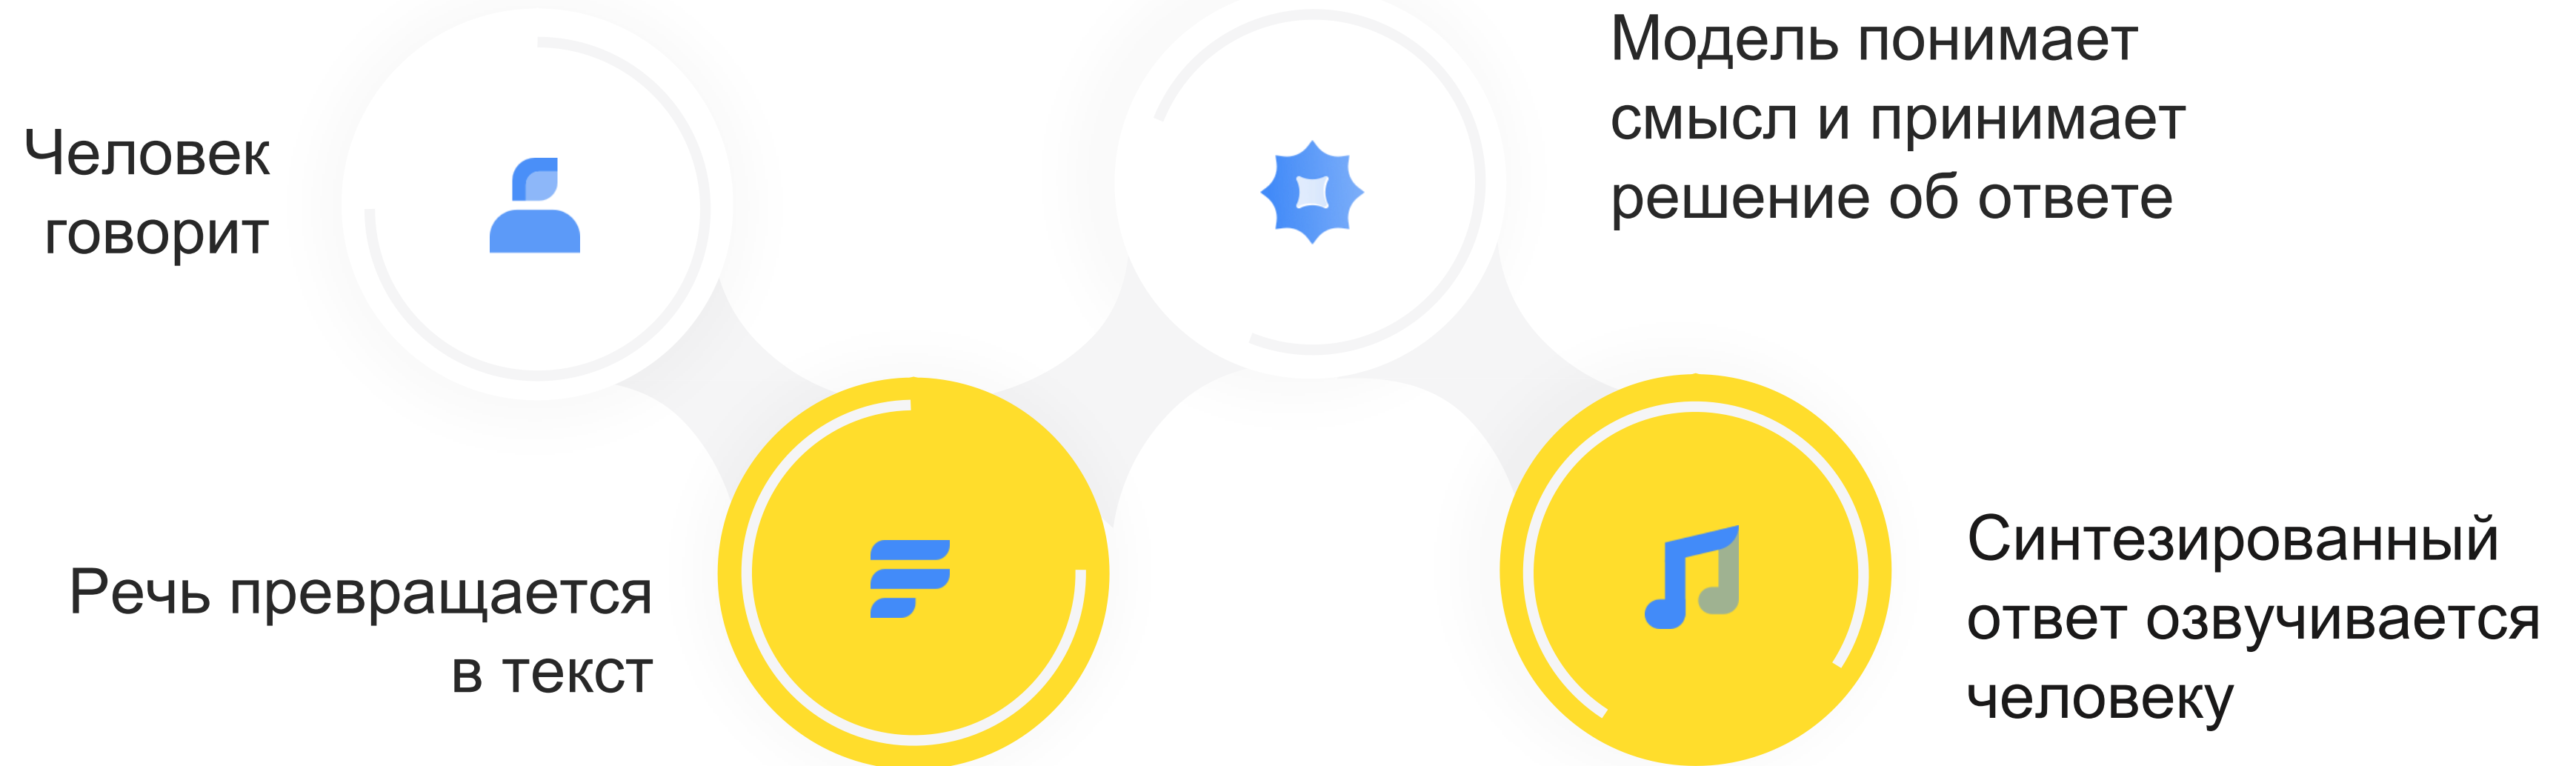 Человек
говорит
Речь превращается
в текст
Модель понимает
смысл и принимает
решение об ответе
Синтезированный
ответ озвучивается
человеку